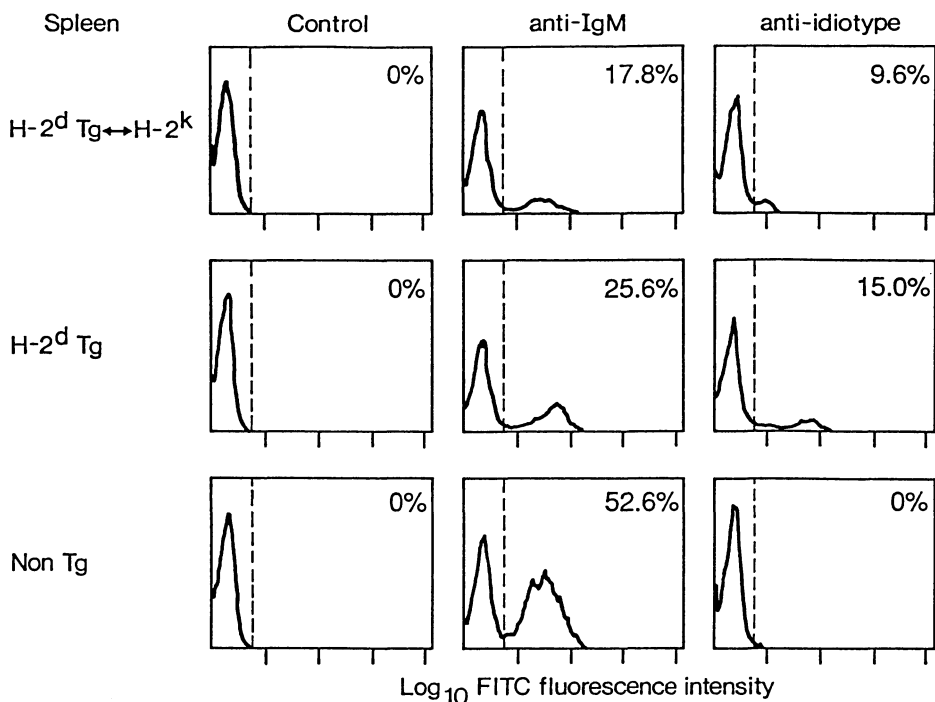 Spleen Control anti-IgM anti-idiotype
H-2d Tg↔H-2k 0% 17.8% 9.6%
H-2d Tg 0% 25.6% 15.0%
Non Tg 0% 52.6% 0%
Log10 FITC fluorescence intensity